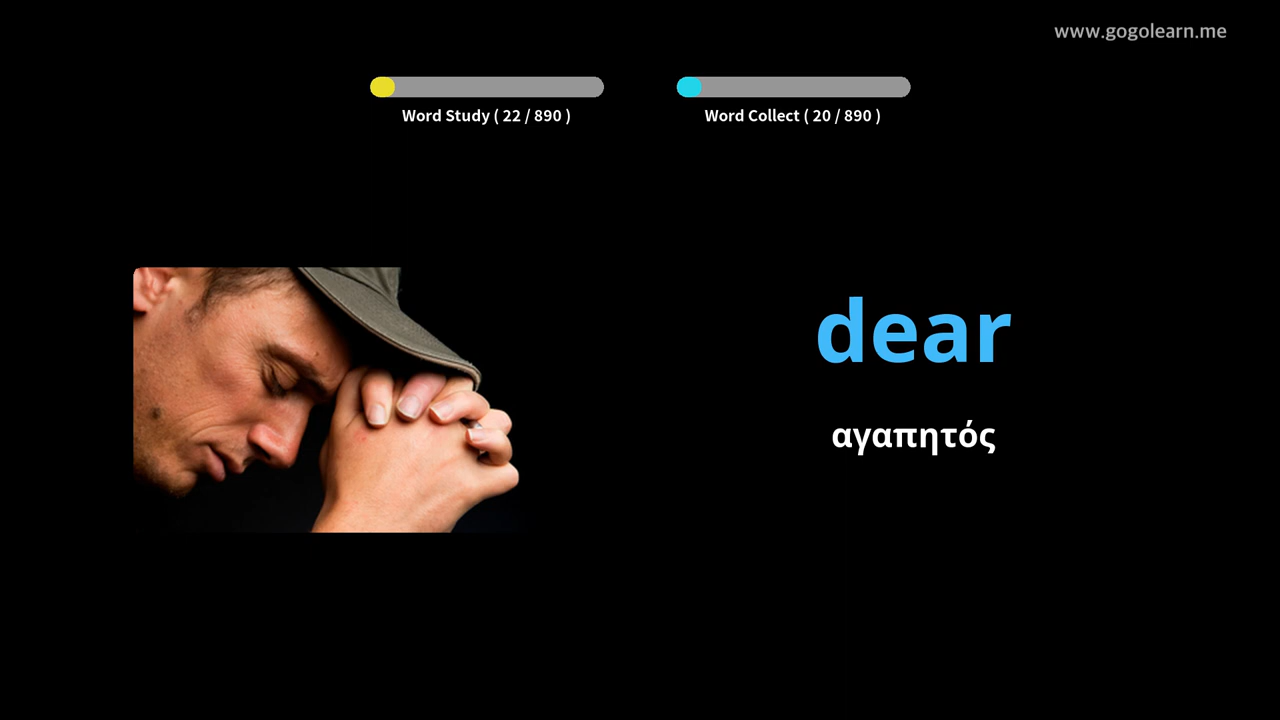 www.gogolearn.me
Word Study ( 22 / 890 )
Word Collect ( 20 / 890 )
dear
αγαπητός